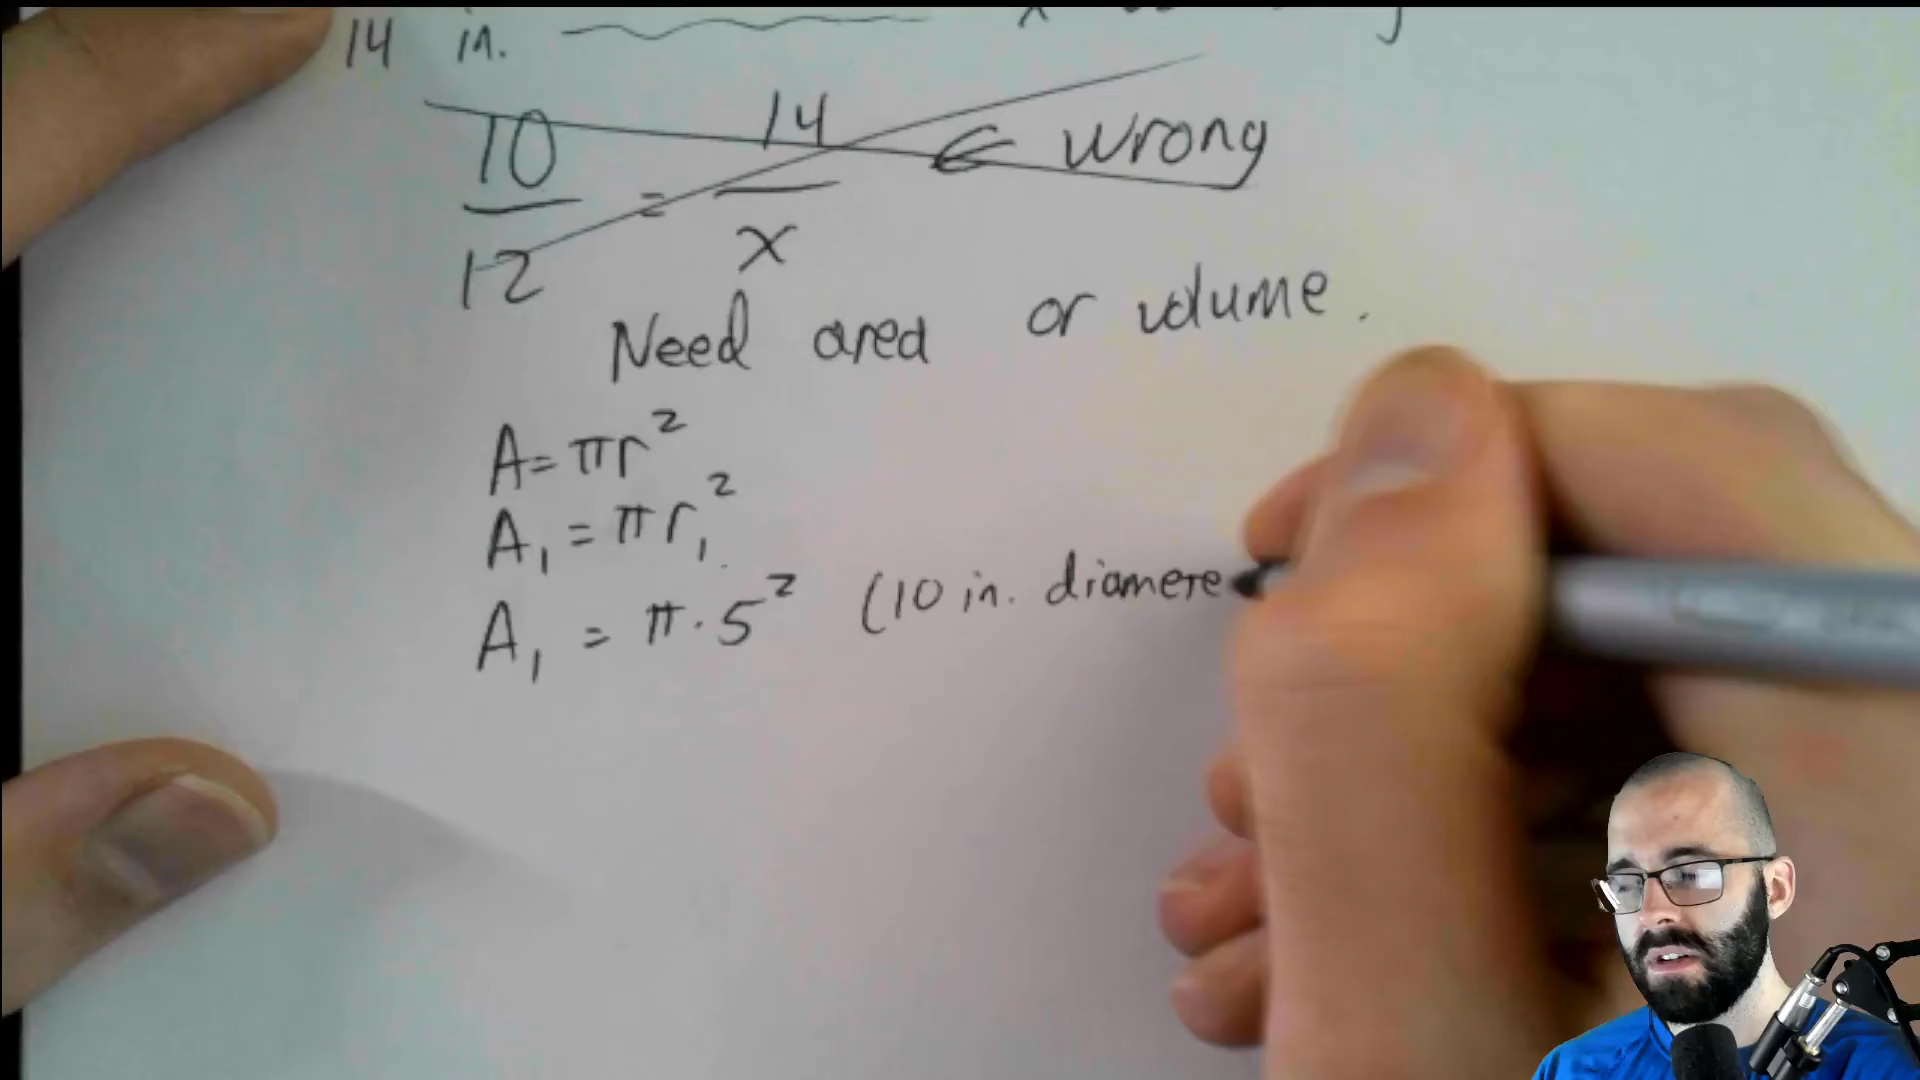 14 in.
10 14
= ← wrong
12 x
Need area or volume.
A = πr²
A₁ = πr₁²
A₁ = π·5² (10 in. diamete